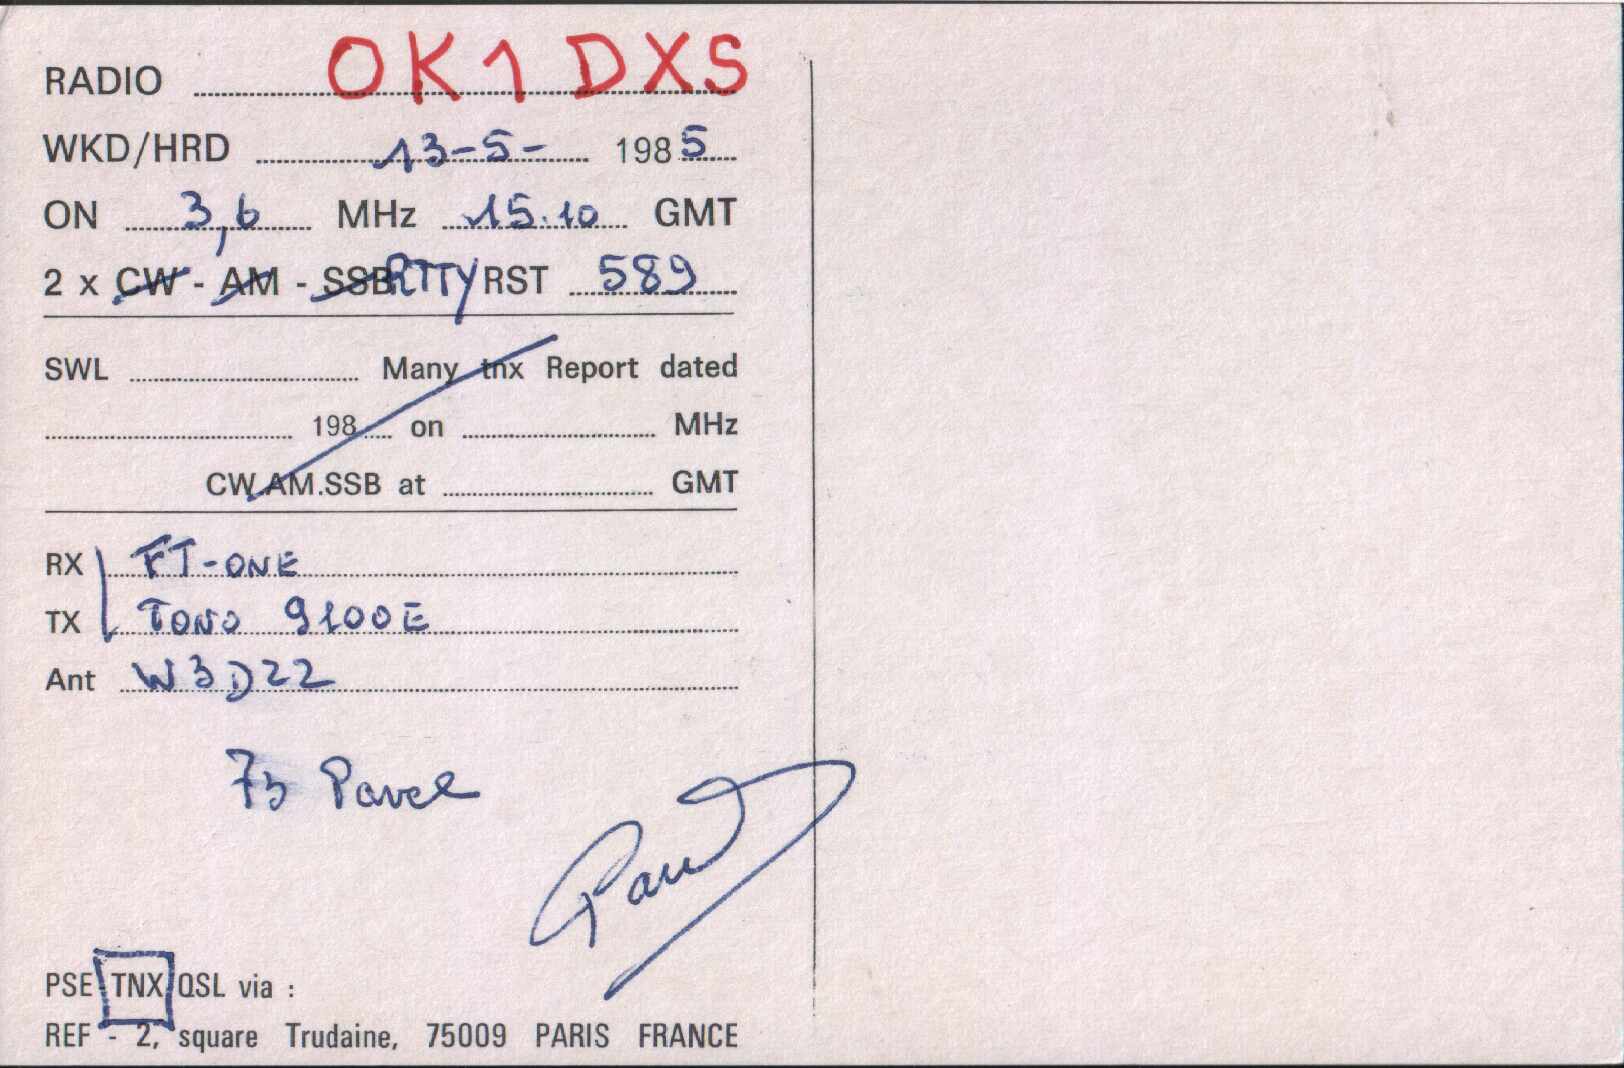 RADIO OK1DXS
WKD/HRD 13-5- 1985
ON 3,6 MHz 15.10 GMT
2 x CW - AM - SSB RTTY RST 589
SWL Many tnx Report dated
198 on MHz
CW.AM.SSB at GMT
RX FT-ONE
TX TONO 9100E
Ant W3DZZ
73 Pavel
Paul
PSE TNX QSL via :
REF - 2, square Trudaine, 75009 PARIS FRANCE